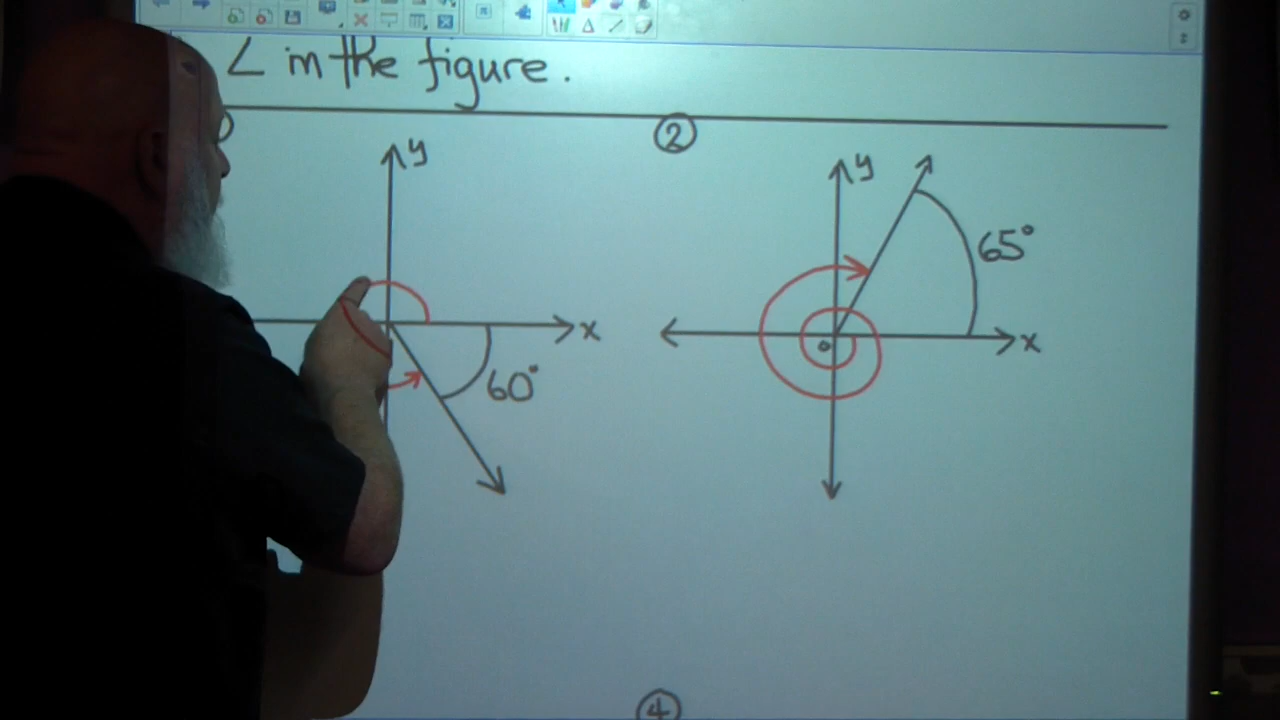 ∠ in the figure.
②
y
x
60°
y
65°
x
o
④